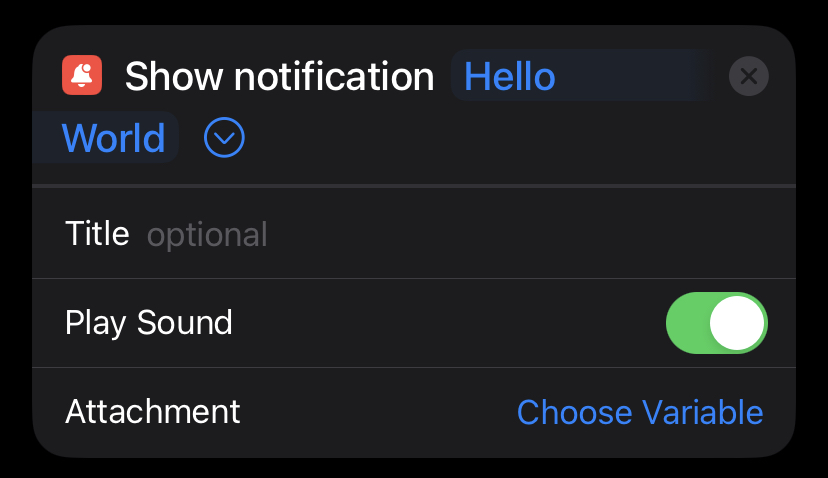 Show notification Hello
World
Title optional
Play Sound
Attachment Choose Variable